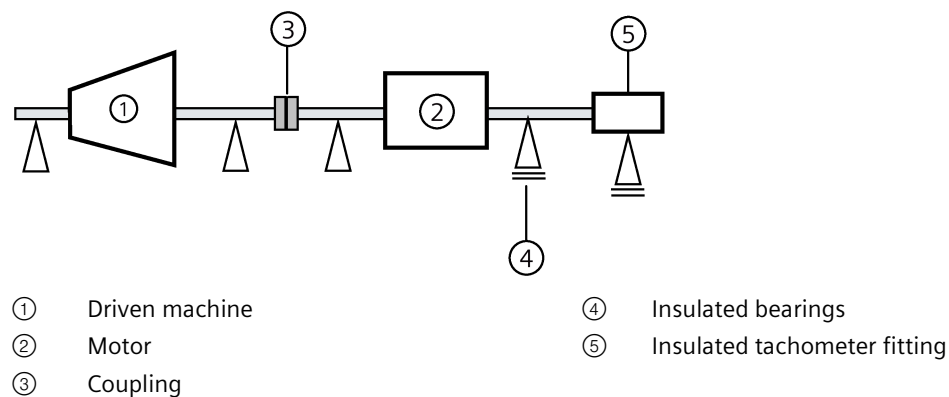 ③ ⑤
① ②
④
① Driven machine ④ Insulated bearings
② Motor ⑤ Insulated tachometer fitting
③ Coupling